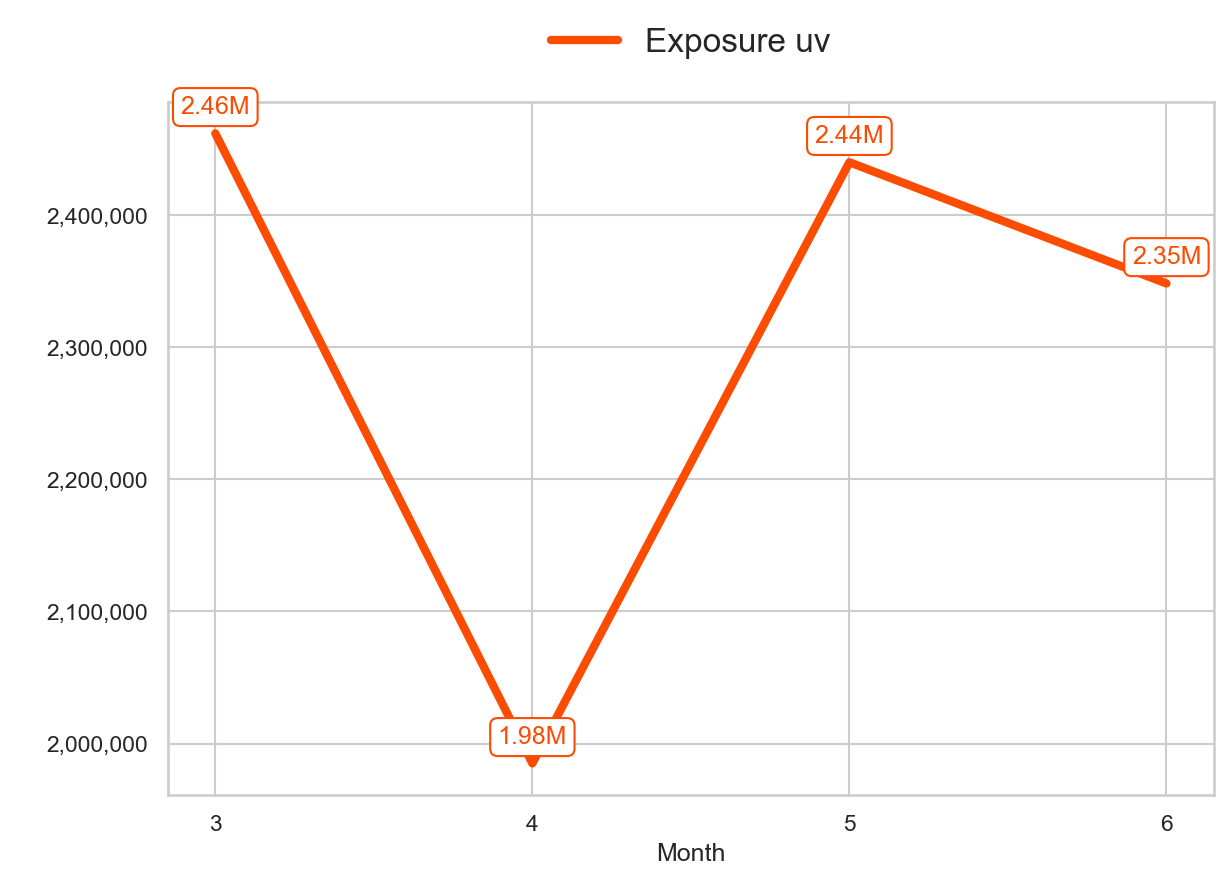 Exposure uv
2.46M
2.44M
2,400,000
2.35M
2,300,000
2,200,000
2,100,000
1.98M
2,000,000
3 4 5 6
Month